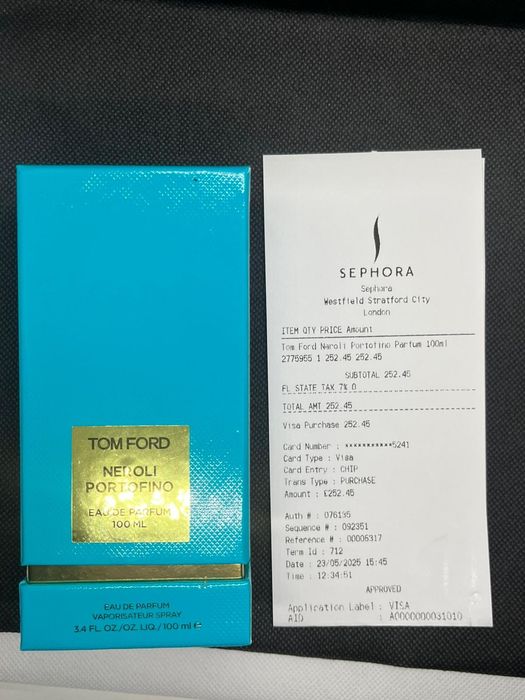 TOM FORD
NEROLI
PORTOFINO
EAU DE PARFUM
100 ML
EAU DE PARFUM
VAPORISATEUR SPRAY
3.4 FL. OZ./OZ. LIQ. / 100 ml e
SEPHORA
Sephora
Westfield Stratford City
London
ITEM QTY PRICE Amount
Tom Ford Neroli Portofino Parfum 100ml
2775955 1 252.45 252.45
SUBTOTAL 252.45
FL STATE TAX 7% 0
TOTAL AMT 252.45
Visa Purchase 252.45
Card Number : ***********5241
Card Type : Visa
Card Entry : CHIP
Trans Type : PURCHASE
Amount : £252.45
Auth # : 076135
Sequence # : 092351
Reference # : 00006317
Term Id : 712
Date : 23/05/2025 15:45
Time : 12:34:51
APPROVED
Application Label : VISA
AID : A0000000031010